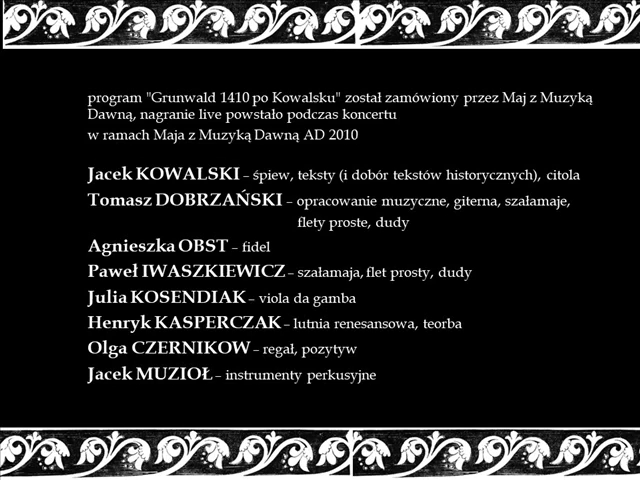 program "Grunwald 1410 po Kowalsku" został zamówiony przez Maj z Muzyką
Dawną, nagranie live powstało podczas koncertu
w ramach Maja z Muzyką Dawną AD 2010
Jacek KOWALSKI – śpiew, teksty (i dobór tekstów historycznych), citola
Tomasz DOBRZAŃSKI – opracowanie muzyczne, giterna, szałamaje,
flety proste, dudy
Agnieszka OBST – fidel
Paweł IWASZKIEWICZ – szałamaja, flet prosty, dudy
Julia KOSENDIAK – viola da gamba
Henryk KASPERCZAK – lutnia renesansowa, teorba
Olga CZERNIKOW – regał, pozytyw
Jacek MUZIOŁ – instrumenty perkusyjne